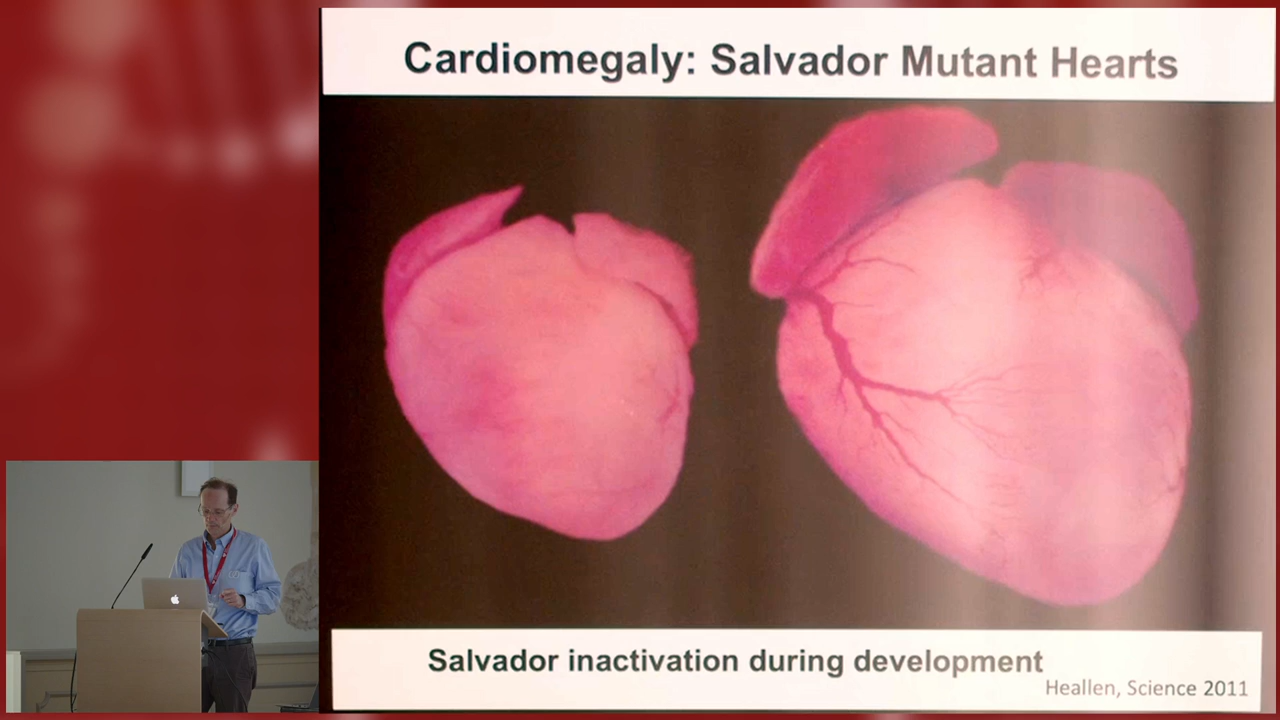 Cardiomegaly: Salvador Mutant Hearts
Salvador inactivation during development
Heallen, Science 2011